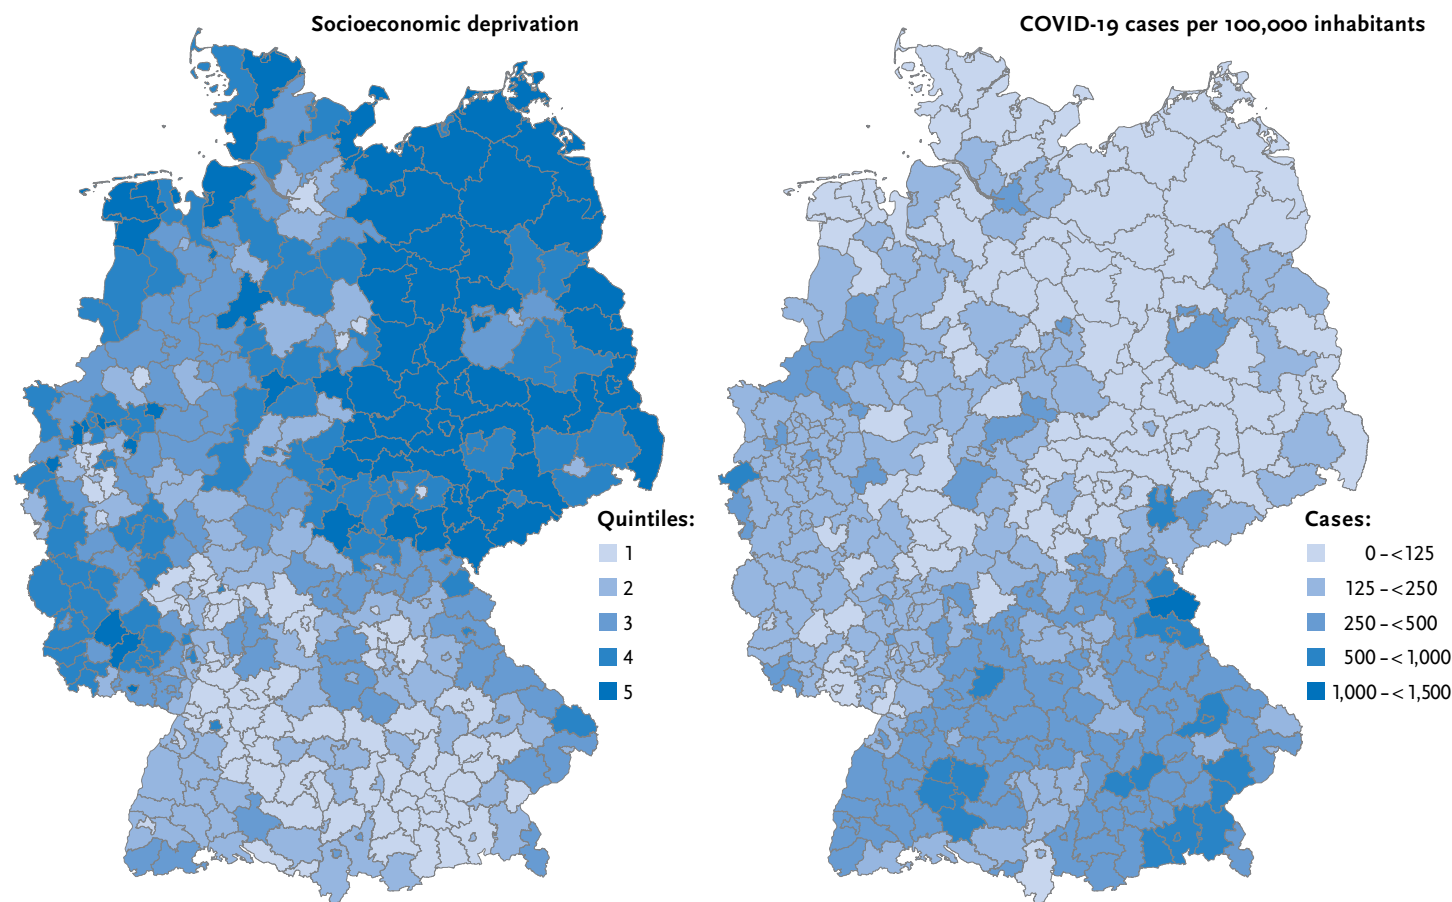 Socioeconomic deprivation
COVID-19 cases per 100,000 inhabitants
Quintiles:
1
2
3
4
5
Cases:
0 – < 125
125 – < 250
250 – < 500
500 – < 1,000
1,000 – < 1,500